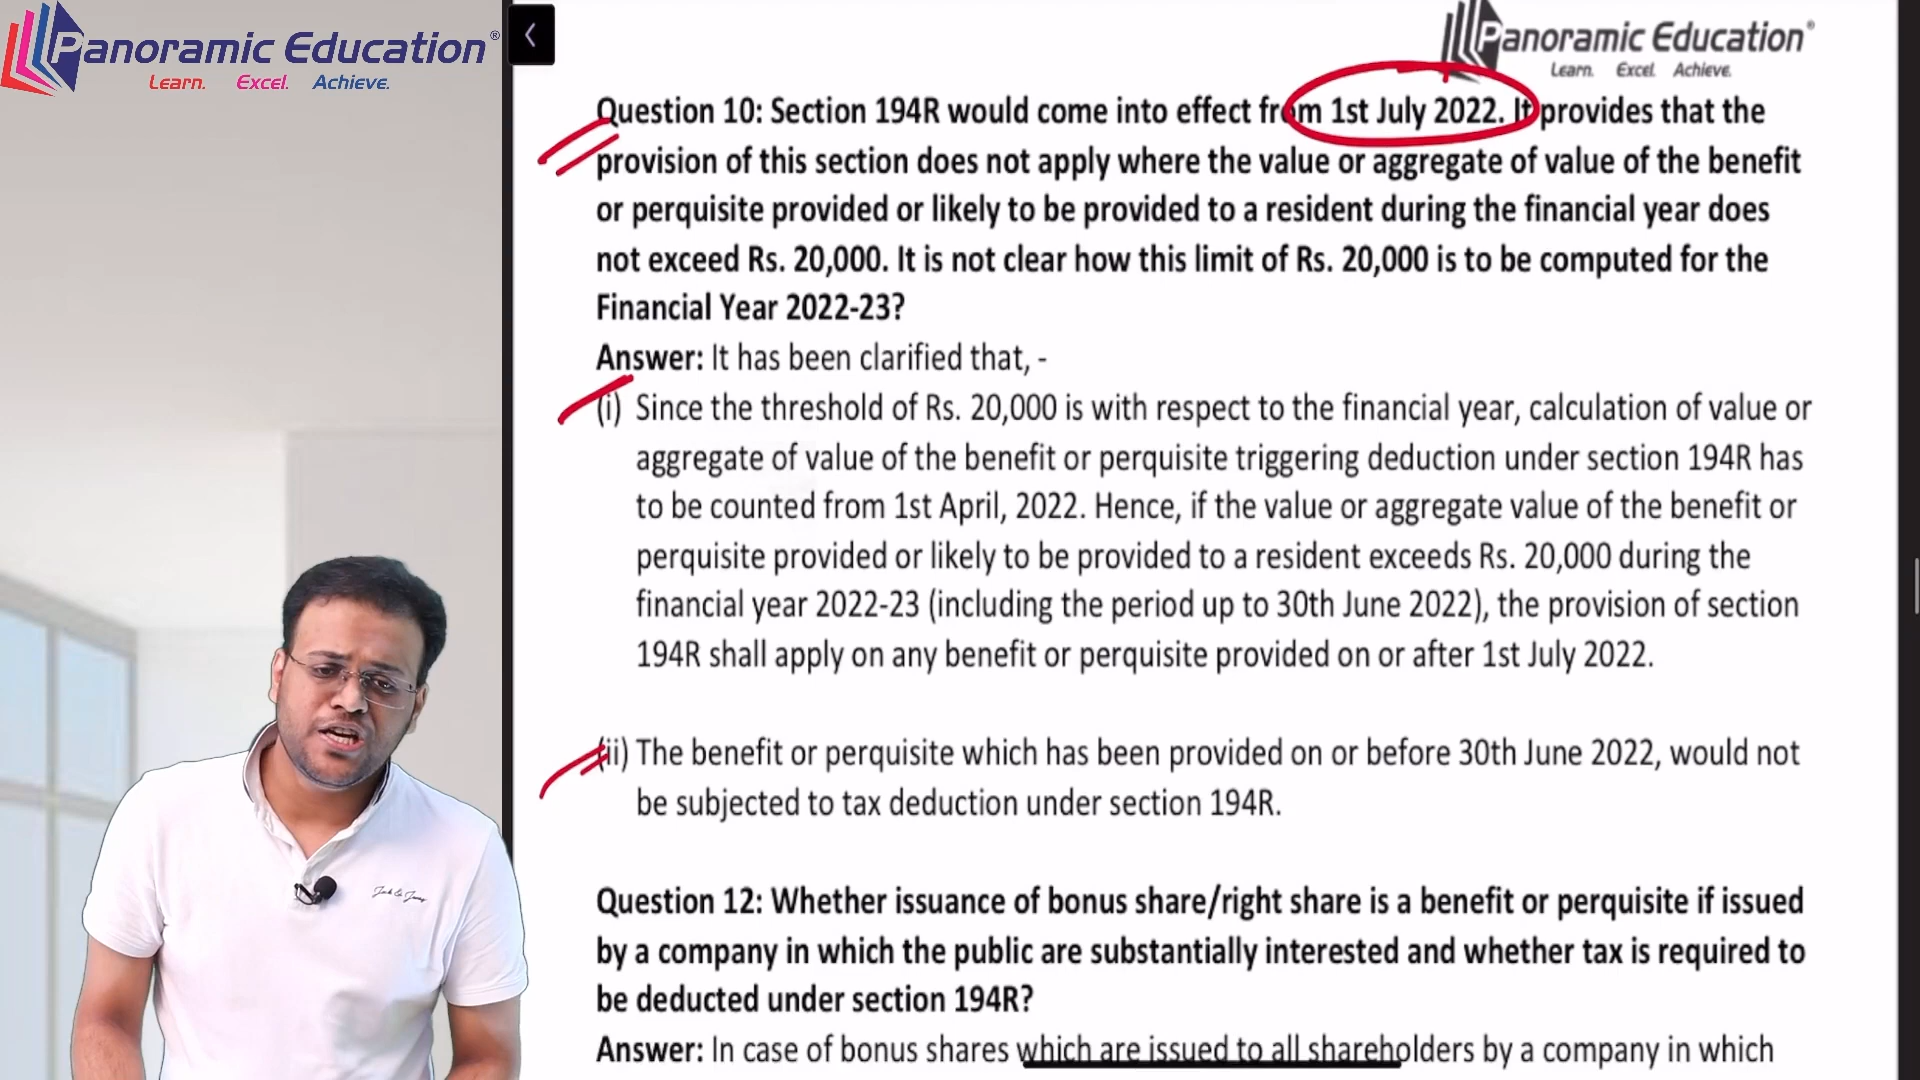 Panoramic Education®
Learn. Excel. Achieve.
Panoramic Education®
Learn. Excel. Achieve.
Question 10: Section 194R would come into effect from 1st July 2022. It provides that the
provision of this section does not apply where the value or aggregate of value of the benefit
or perquisite provided or likely to be provided to a resident during the financial year does
not exceed Rs. 20,000. It is not clear how this limit of Rs. 20,000 is to be computed for the
Financial Year 2022-23?
Answer: It has been clarified that, -
(i) Since the threshold of Rs. 20,000 is with respect to the financial year, calculation of value or
aggregate of value of the benefit or perquisite triggering deduction under section 194R has
to be counted from 1st April, 2022. Hence, if the value or aggregate value of the benefit or
perquisite provided or likely to be provided to a resident exceeds Rs. 20,000 during the
financial year 2022-23 (including the period up to 30th June 2022), the provision of section
194R shall apply on any benefit or perquisite provided on or after 1st July 2022.
(ii) The benefit or perquisite which has been provided on or before 30th June 2022, would not
be subjected to tax deduction under section 194R.
Question 12: Whether issuance of bonus share/right share is a benefit or perquisite if issued
by a company in which the public are substantially interested and whether tax is required to
be deducted under section 194R?
Answer: In case of bonus shares which are issued to all shareholders by a company in which